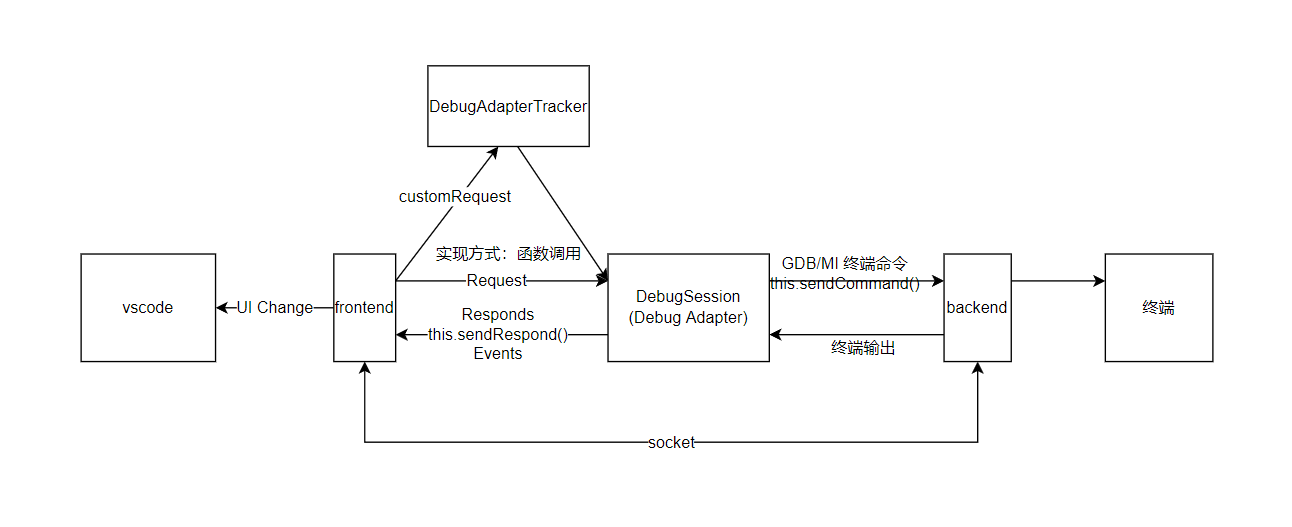 DebugAdapterTracker
customRequest
实现方式：函数调用
Request
GDB/MI 终端命令
this.sendCommand()
vscode
UI Change
frontend
Responds
this.sendRespond()
Events
DebugSession
(Debug Adapter)
backend
终端
终端输出
socket